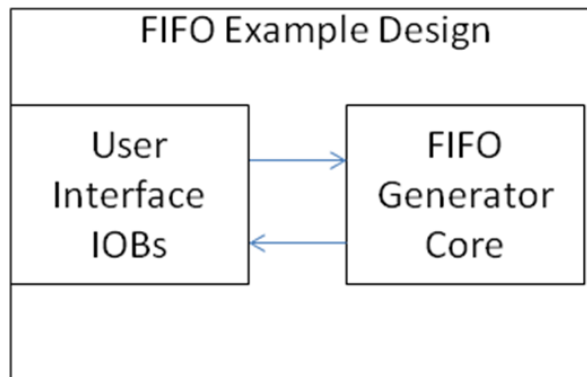 FIFO Example Design
User
Interface
IOBs
FIFO
Generator
Core